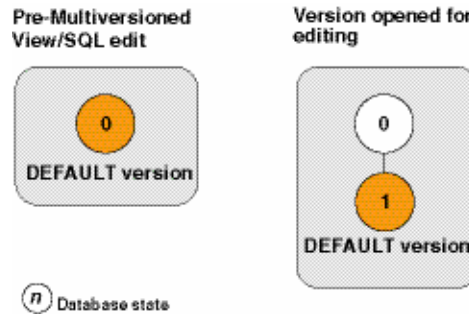 Pre-Multiversioned
View/SQL edit
0
DEFAULT version
n Database state
Version opened for
editing
0
1
DEFAULT version